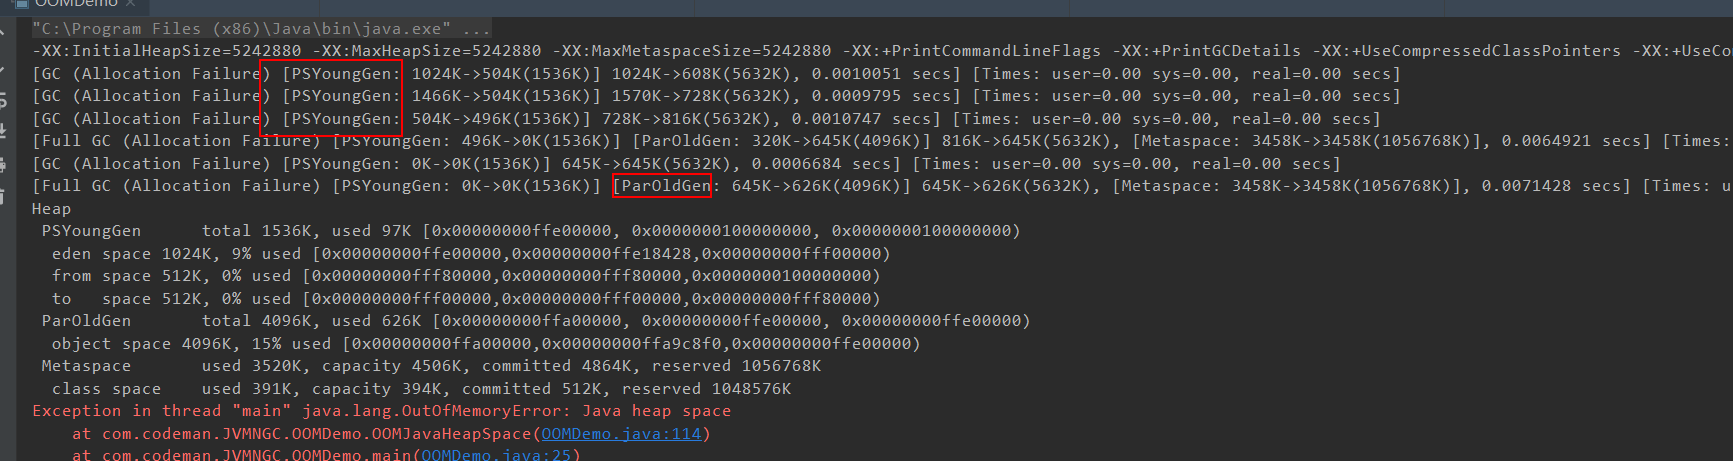 OOMDemo ×
"C:\Program Files (x86)\Java\bin\java.exe" ...
-XX:InitialHeapSize=5242880 -XX:MaxHeapSize=5242880 -XX:MaxMetaspaceSize=5242880 -XX:+PrintCommandLineFlags -XX:+PrintGCDetails -XX:+UseCompressedClassPointers -XX:+UseCo
[GC (Allocation Failure) [PSYoungGen: 1024K->504K(1536K)] 1024K->608K(5632K), 0.0010051 secs] [Times: user=0.00 sys=0.00, real=0.00 secs]
[GC (Allocation Failure) [PSYoungGen: 1466K->504K(1536K)] 1570K->728K(5632K), 0.0009795 secs] [Times: user=0.00 sys=0.00, real=0.00 secs]
[GC (Allocation Failure) [PSYoungGen: 504K->496K(1536K)] 728K->816K(5632K), 0.0010747 secs] [Times: user=0.00 sys=0.00, real=0.00 secs]
[Full GC (Allocation Failure) [PSYoungGen: 496K->0K(1536K)] [ParOldGen: 320K->645K(4096K)] 816K->645K(5632K), [Metaspace: 3458K->3458K(1056768K)], 0.0064921 secs] [Times:
[GC (Allocation Failure) [PSYoungGen: 0K->0K(1536K)] 645K->645K(5632K), 0.0006684 secs] [Times: user=0.00 sys=0.00, real=0.00 secs]
[Full GC (Allocation Failure) [PSYoungGen: 0K->0K(1536K)] [ParOldGen: 645K->626K(4096K)] 645K->626K(5632K), [Metaspace: 3458K->3458K(1056768K)], 0.0071428 secs] [Times: u
Heap
PSYoungGen total 1536K, used 97K [0x00000000ffe00000, 0x0000000100000000, 0x0000000100000000)
eden space 1024K, 9% used [0x00000000ffe00000,0x00000000ffe18428,0x00000000fff00000)
from space 512K, 0% used [0x00000000fff80000,0x00000000fff80000,0x0000000100000000)
to space 512K, 0% used [0x00000000fff00000,0x00000000fff00000,0x00000000fff80000)
ParOldGen total 4096K, used 626K [0x00000000ffa00000, 0x00000000ffe00000, 0x00000000ffe00000)
object space 4096K, 15% used [0x00000000ffa00000,0x00000000ffa9c8f0,0x00000000ffe00000)
Metaspace used 3520K, capacity 4506K, committed 4864K, reserved 1056768K
class space used 391K, capacity 394K, committed 512K, reserved 1048576K
Exception in thread "main" java.lang.OutOfMemoryError: Java heap space
at com.codeman.JVMNGC.OOMDemo.OOMJavaHeapSpace(OOMDemo.java:114)
at com.codeman.JVMNGC.OOMDemo.main(OOMDemo.java:25)